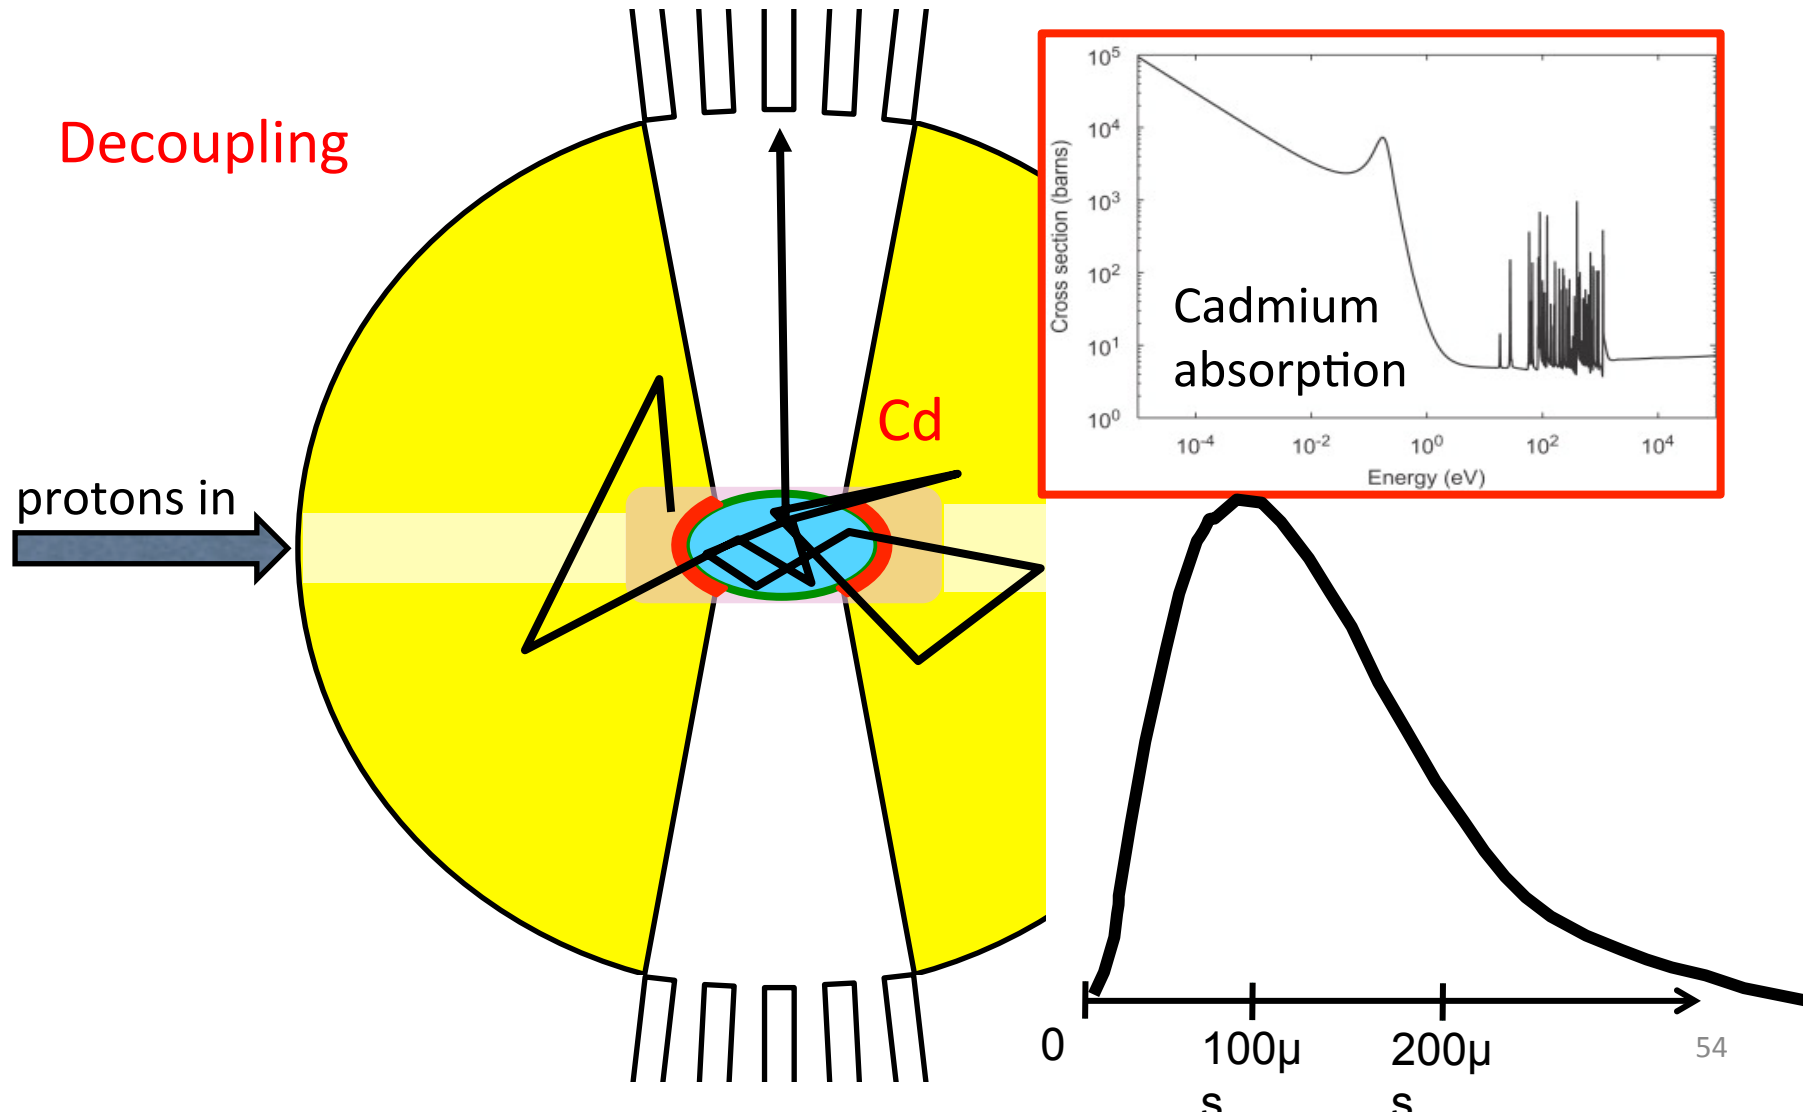 Decoupling
protons in
Cd
Cross section (barns)
10⁵
10⁴
10³
10²
10¹
10⁰
Cadmium
absorption
10⁻⁴ 10⁻² 10⁰ 10² 10⁴
Energy (eV)
0 100µ 200µ
s s
54